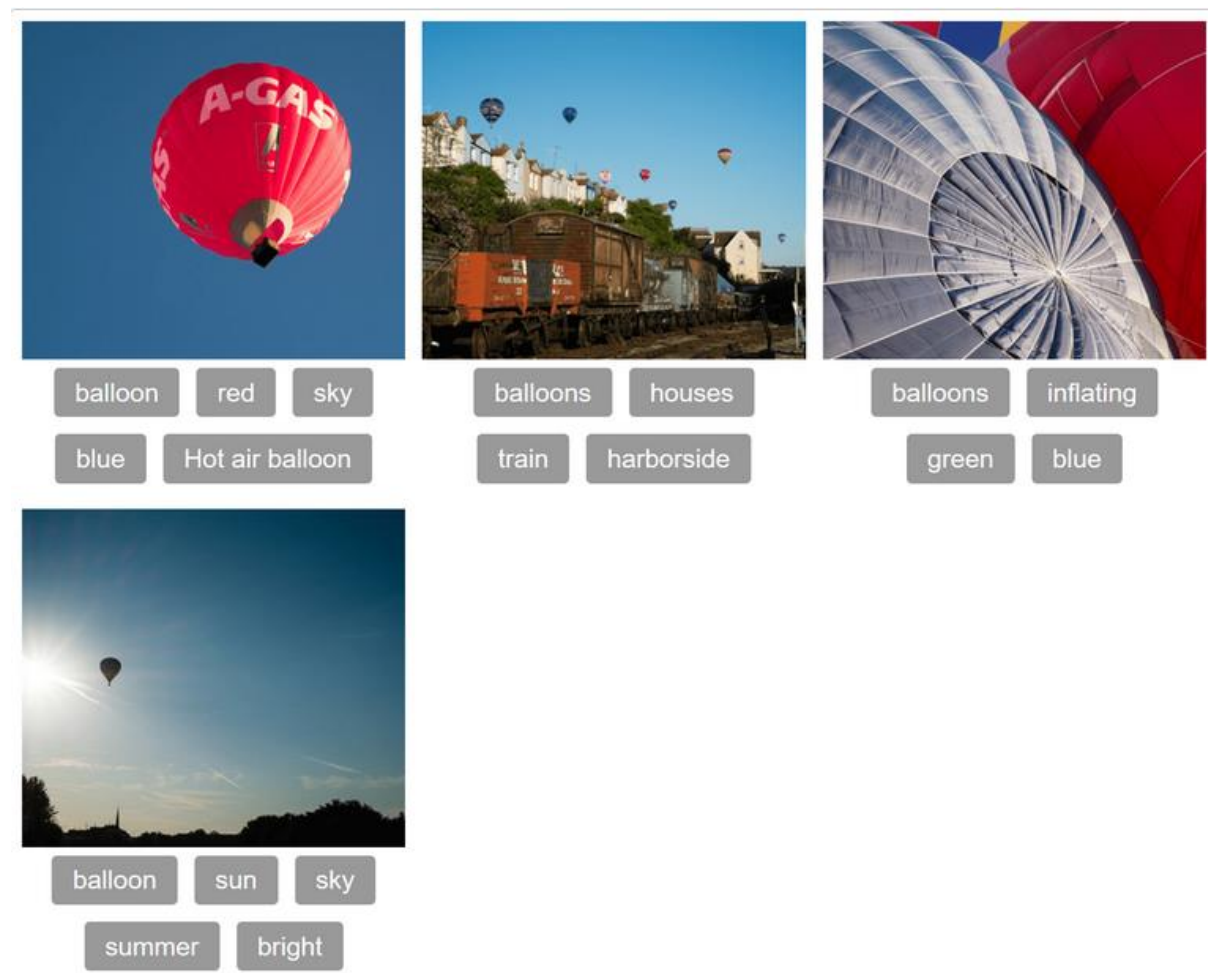 A-GAS
balloon red sky
blue Hot air balloon
balloons houses
train harborside
balloons inflating
green blue
balloon sun sky
summer bright